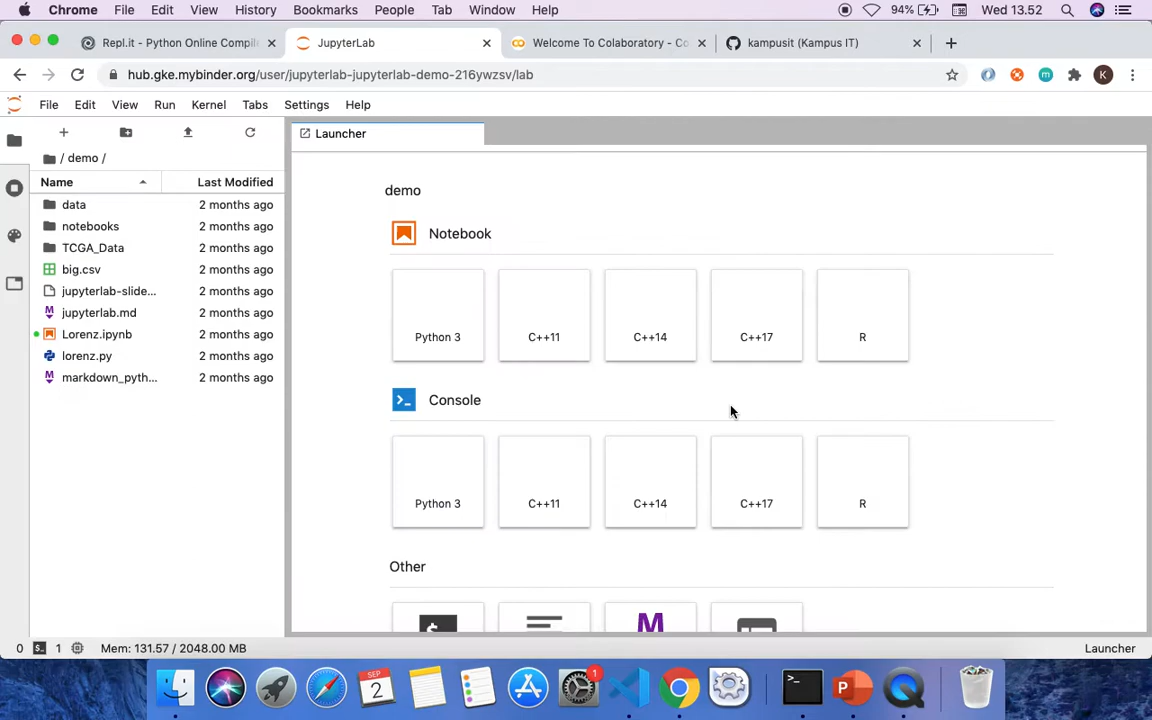 Chrome File Edit View History Bookmarks People Tab Window Help 94% Wed 13.52
Repl.it - Python Online Compile JupyterLab Welcome To Colaboratory - Co kampusit (Kampus IT)
hub.gke.mybinder.org/user/jupyterlab-jupyterlab-demo-216ywzsv/lab K
File Edit View Run Kernel Tabs Settings Help
Launcher
/ demo /
Name Last Modified
data 2 months ago
notebooks 2 months ago
TCGA_Data 2 months ago
big.csv 2 months ago
jupyterlab-slide... 2 months ago
jupyterlab.md 2 months ago
Lorenz.ipynb 2 months ago
lorenz.py 2 months ago
markdown_pyth... 2 months ago
demo
Notebook
Python 3 C++11 C++14 C++17 R
Console
Python 3 C++11 C++14 C++17 R
Other
0 1 Mem: 131.57 / 2048.00 MB Launcher
SEP
2
1